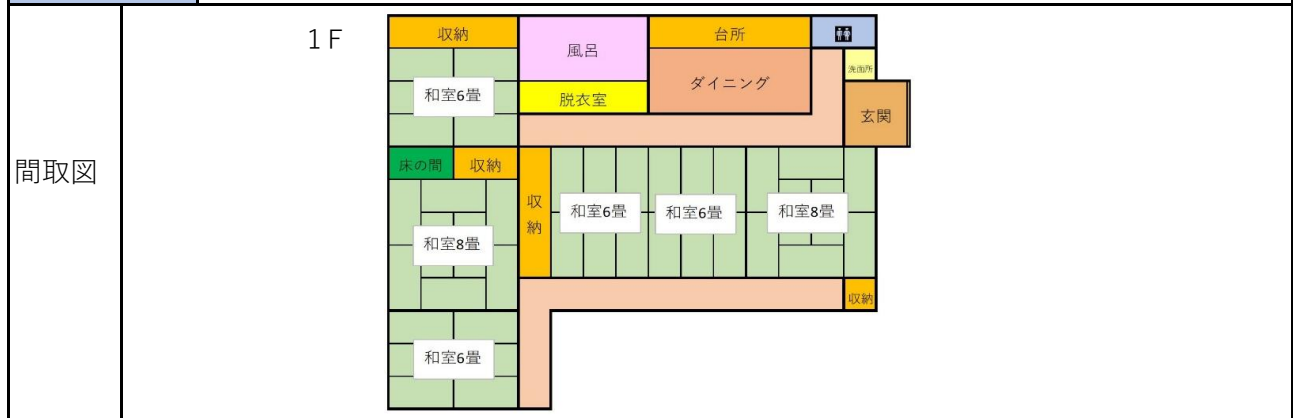 間取図
1F
収納
風呂
台所
洗面所
和室6畳
脱衣室
ダイニング
玄関
床の間
収納
収納
和室6畳
和室6畳
和室8畳
和室8畳
収納
和室6畳